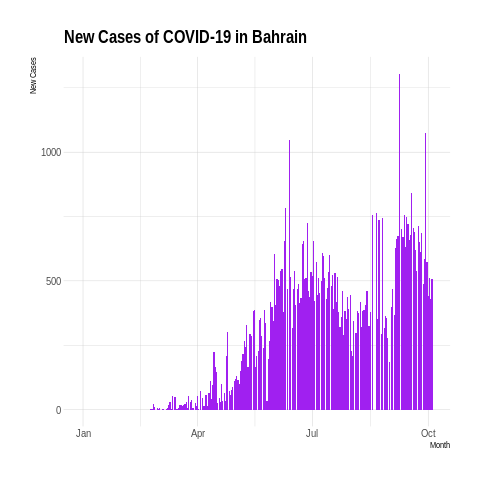 New Cases of COVID-19 in Bahrain
New Cases
1000
500
0
Jan Apr Jul Oct
Month